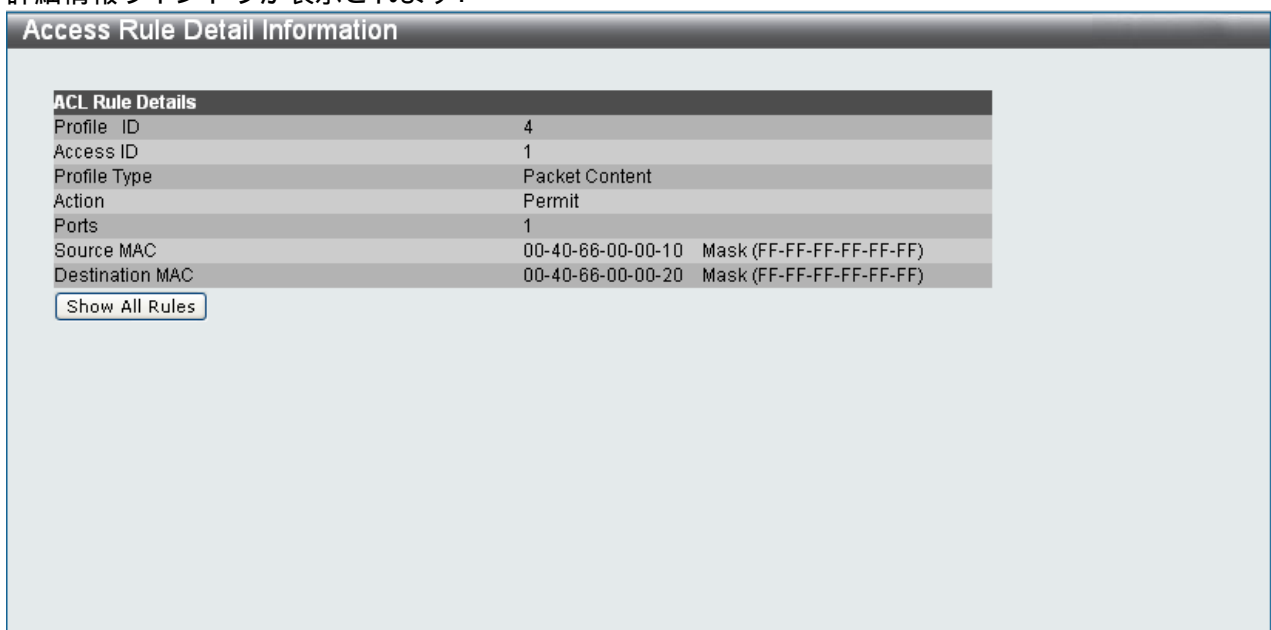 詳細情報ウィンドウが表示されます.
Access Rule Detail Information
ACL Rule Details
Profile ID 4
Access ID 1
Profile Type Packet Content
Action Permit
Ports 1
Source MAC 00-40-66-00-00-10 Mask (FF-FF-FF-FF-FF-FF)
Destination MAC 00-40-66-00-00-20 Mask (FF-FF-FF-FF-FF-FF)
Show All Rules